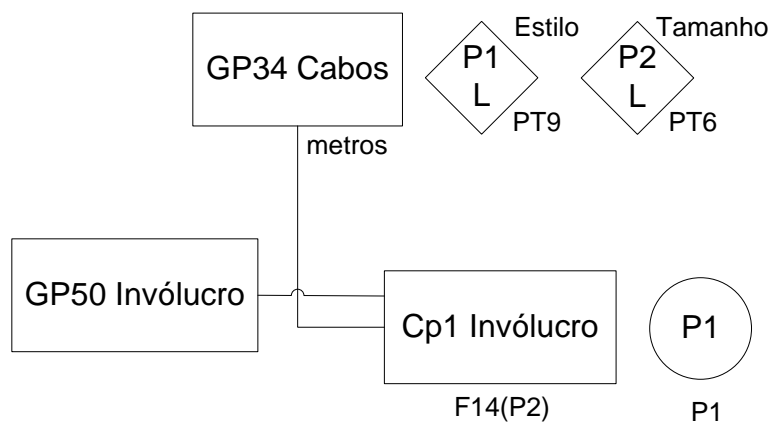 GP34 Cabos
Estilo
P1
L
PT9
Tamanho
P2
L
PT6
metros
GP50 Invólucro
Cp1 Invólucro
F14(P2)
P1
P1